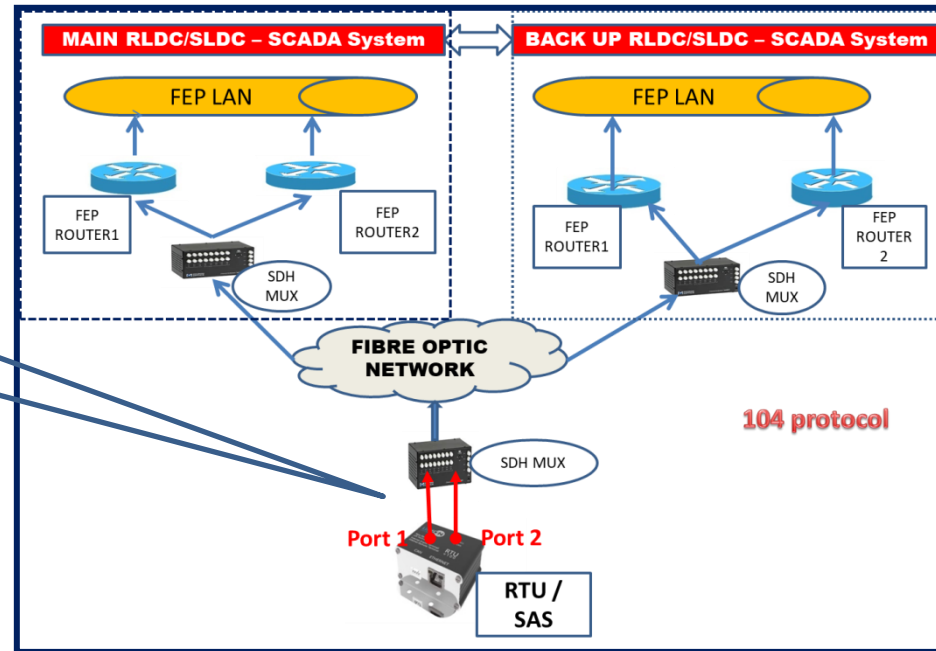 MAIN RLDC/SLDC – SCADA System
BACK UP RLDC/SLDC – SCADA System
FEP LAN
FEP LAN
FEP
ROUTER1
FEP
ROUTER2
SDH
MUX
FEP
ROUTER1
FEP
ROUTER
2
SDH
MUX
FIBRE OPTIC
NETWORK
104 protocol
SDH MUX
Port 1
Port 2
RTU
RTU /
SAS